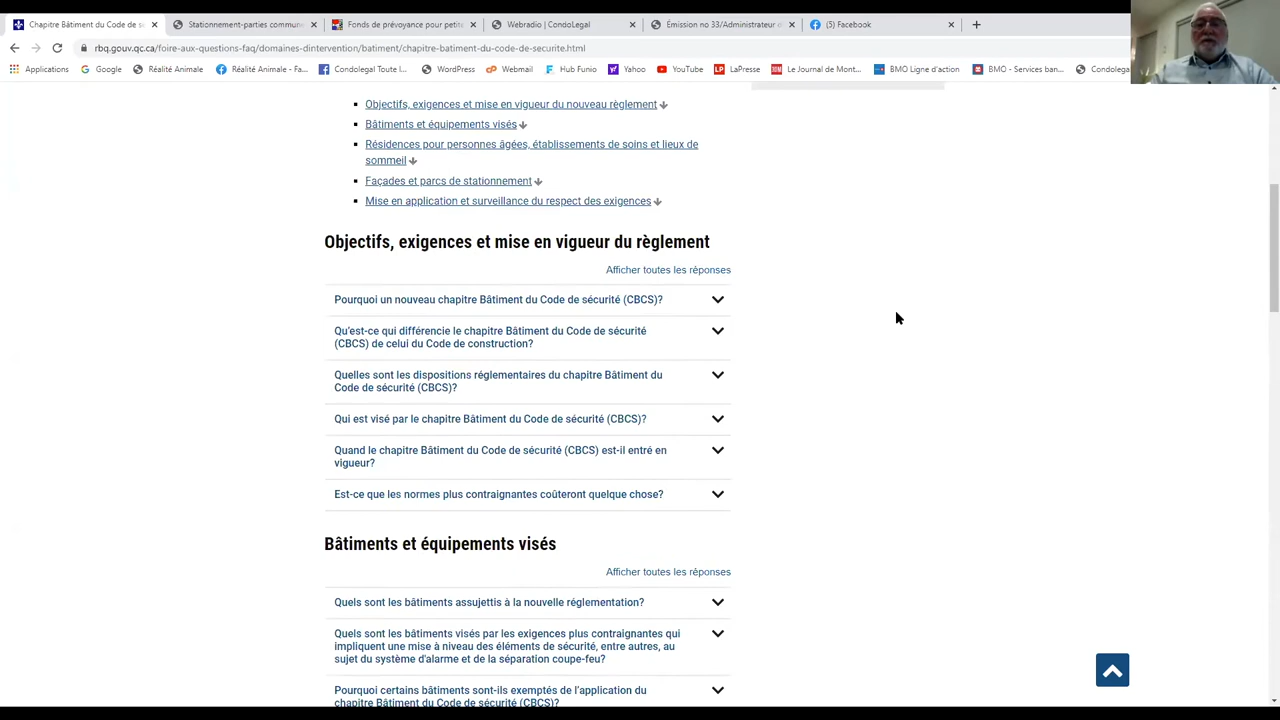 Chapitre Bâtiment du Code de sé
Stationnement-parties commun
Fonds de prévoyance pour petite
Webradio | CondoLegal
Émission no 33/Administrateur d
(5) Facebook
rbq.gouv.qc.ca/foire-aux-questions-faq/domaines-dintervention/batiment/chapitre-batiment-du-code-de-securite.html
Applications
Google
Réalité Animale
Réalité Animale - Fa...
Condolegal Toute l...
WordPress
Webmail
Hub Funio
Yahoo
YouTube
LaPresse
Le Journal de Mont...
BMO Ligne d'action
BMO - Services ban...
Condolega
Objectifs, exigences et mise en vigueur du nouveau règlement
Bâtiments et équipements visés
Résidences pour personnes âgées, établissements de soins et lieux de
sommeil
Façades et parcs de stationnement
Mise en application et surveillance du respect des exigences
Objectifs, exigences et mise en vigueur du règlement
Afficher toutes les réponses
Pourquoi un nouveau chapitre Bâtiment du Code de sécurité (CBCS)?
Qu'est-ce qui différencie le chapitre Bâtiment du Code de sécurité
(CBCS) de celui du Code de construction?
Quelles sont les dispositions réglementaires du chapitre Bâtiment du
Code de sécurité (CBCS)?
Qui est visé par le chapitre Bâtiment du Code de sécurité (CBCS)?
Quand le chapitre Bâtiment du Code de sécurité (CBCS) est-il entré en
vigueur?
Est-ce que les normes plus contraignantes coûteront quelque chose?
Bâtiments et équipements visés
Afficher toutes les réponses
Quels sont les bâtiments assujettis à la nouvelle réglementation?
Quels sont les bâtiments visés par les exigences plus contraignantes qui
impliquent une mise à niveau des éléments de sécurité, entre autres, au
sujet du système d'alarme et de la séparation coupe-feu?
Pourquoi certains bâtiments sont-ils exemptés de l'application du
chapitre Bâtiment du Code de sécurité (CBCS)?